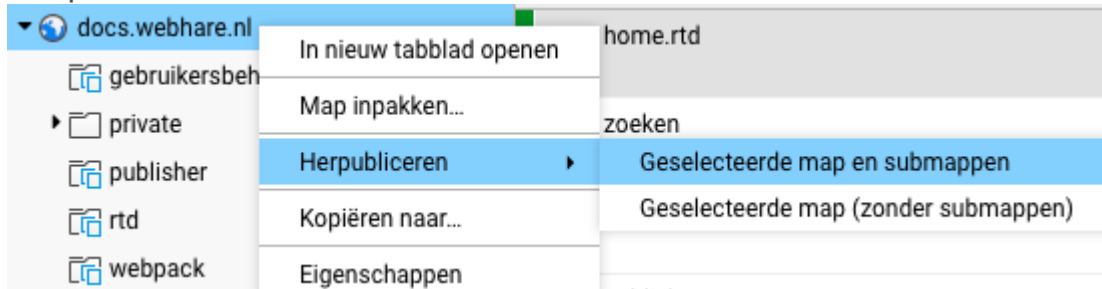 docs.webhare.nl
gebruikersbeh
private
publisher
rtd
webpack
In nieuw tabblad openen
Map inpakken...
Herpubliceren
Kopiëren naar...
Eigenschappen
home.rtd
zoeken
Geselecteerde map en submappen
Geselecteerde map (zonder submappen)